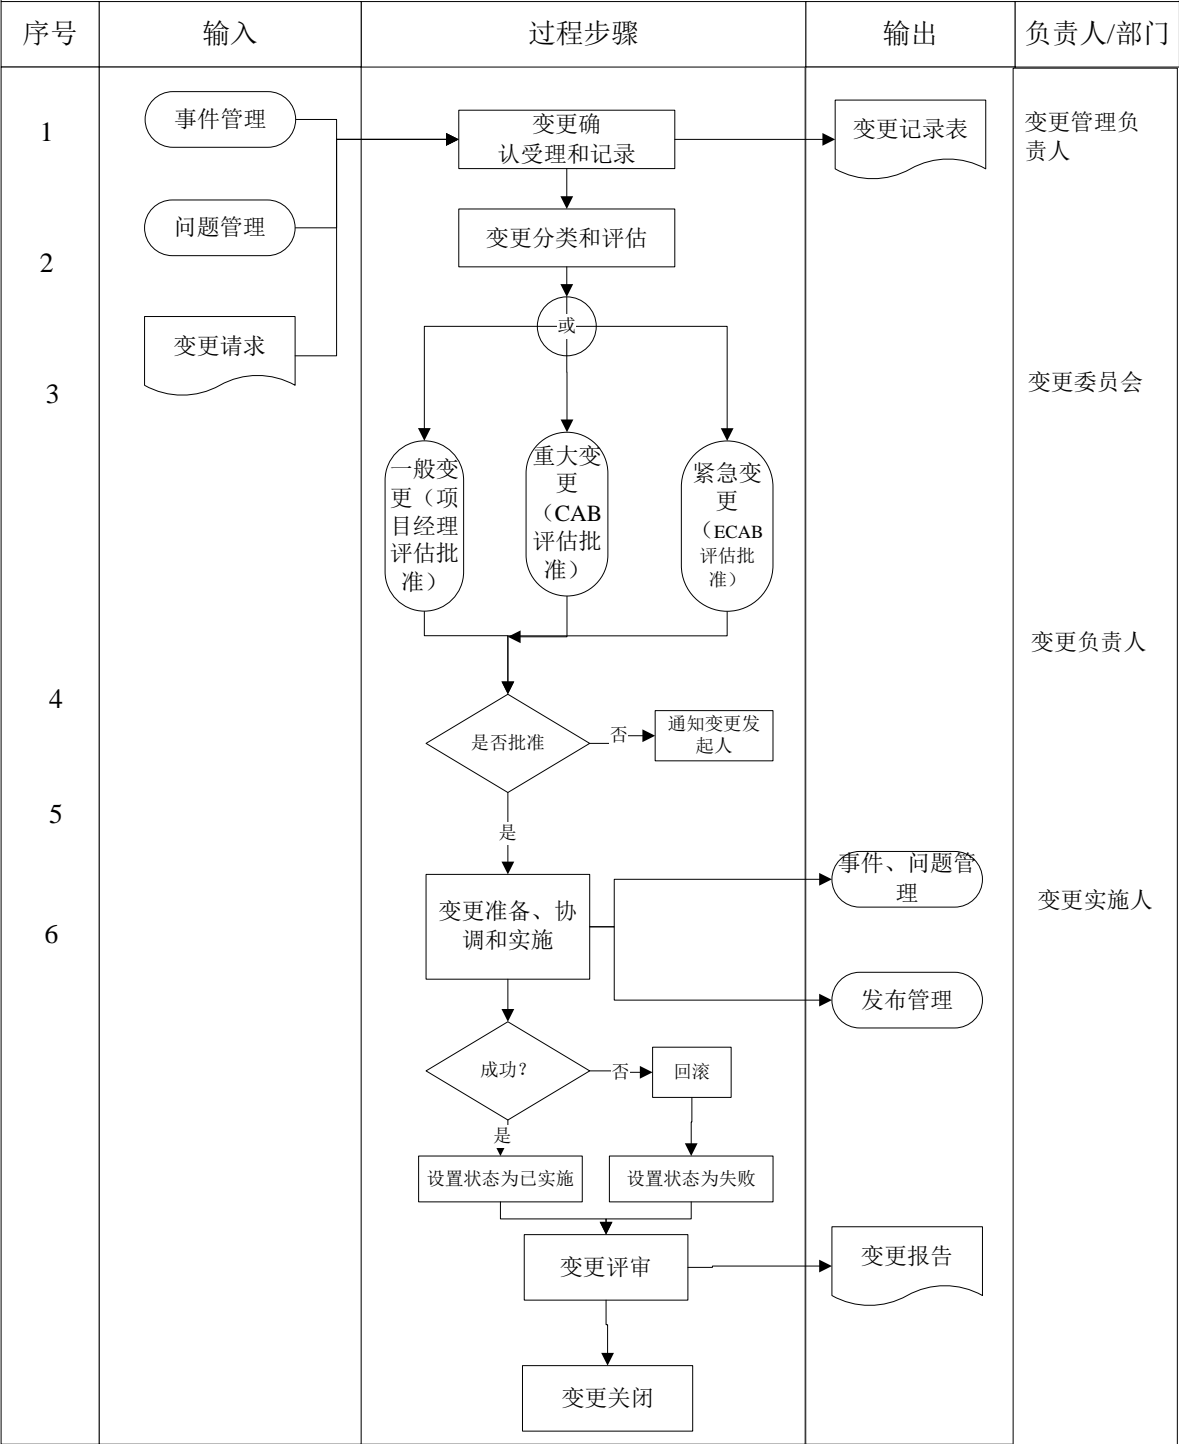 序号
输入
过程步骤
输出
负责人/部门
1
事件管理
变更确
认受理和记录
变更记录表
变更管理负
责人
问题管理
变更分类和评估
2
或
变更请求
3
变更委员会
一般变
更（项
目经理
评估批
准）
重大变
更
（CAB
评估批
准）
紧急变
更
（ECAB
评估批
准）
变更负责人
4
是否批准
否
通知变更发
起人
5
是
事件、问题管
理
变更准备、协
调和实施
变更实施人
6
发布管理
成功?
否
回滚
是
设置状态为已实施
设置状态为失败
变更评审
变更报告
变更关闭